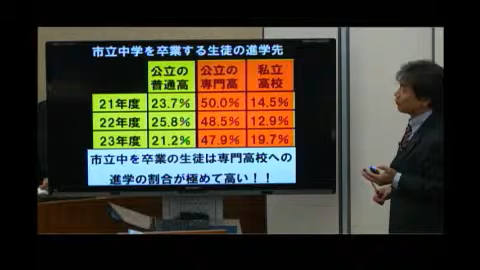 市立中学を卒業する生徒の進学先
公立の普通高 公立の専門高 私立高校
21年度 23.7% 50.0% 14.5%
22年度 25.8% 48.5% 12.9%
23年度 21.2% 47.9% 19.7%
市立中を卒業の生徒は専門高校への
進学の割合が極めて高い！！